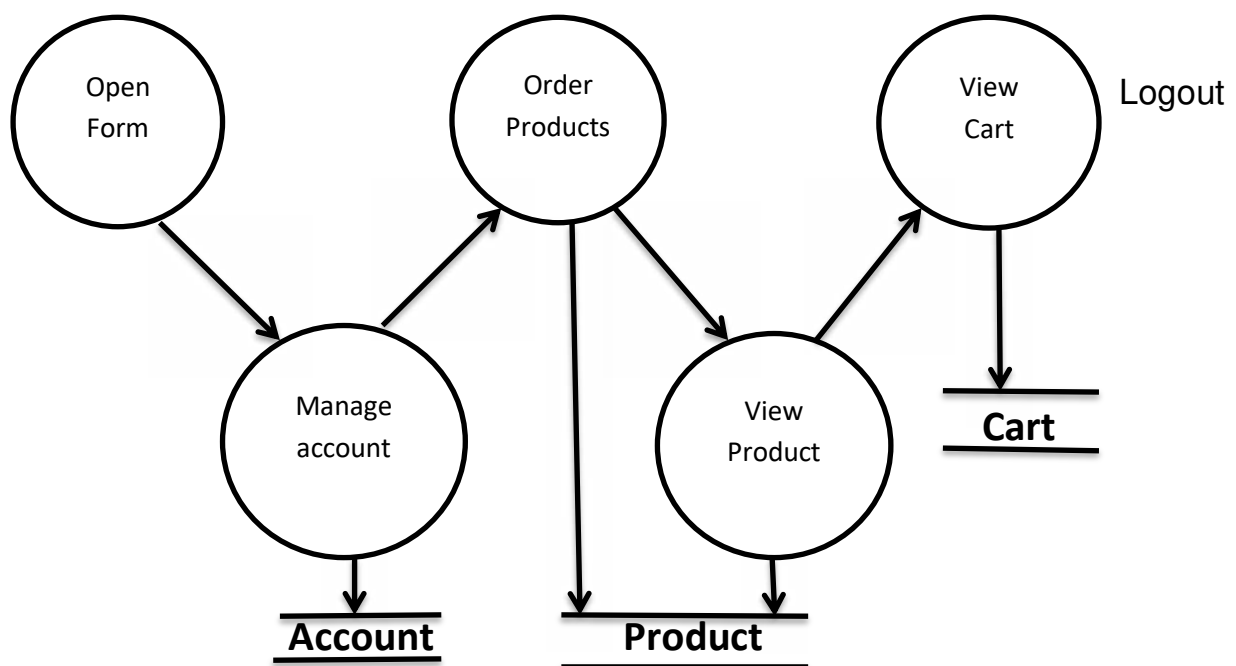 Open
Form
Order
Products
View
Cart
Logout
Manage
account
View
Product
Cart
Account
Product